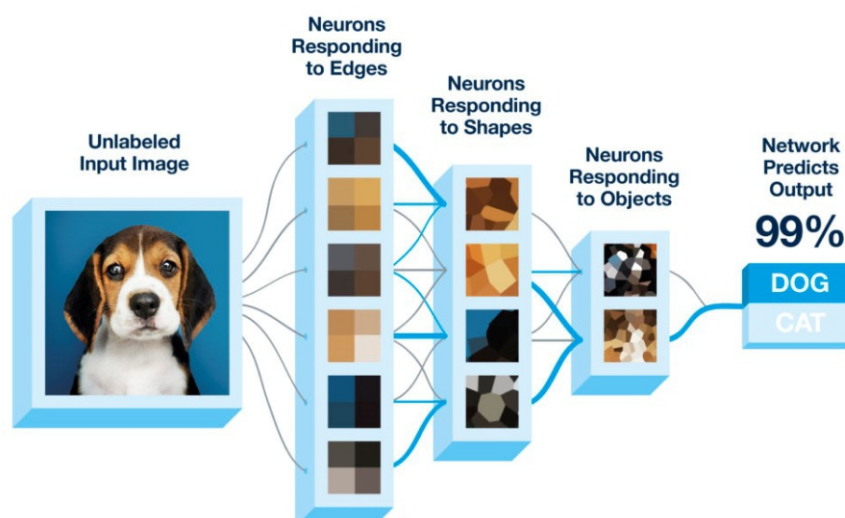 Unlabeled
Input Image
Neurons
Responding
to Edges
Neurons
Responding
to Shapes
Neurons
Responding
to Objects
Network
Predicts
Output
99%
DOG
CAT